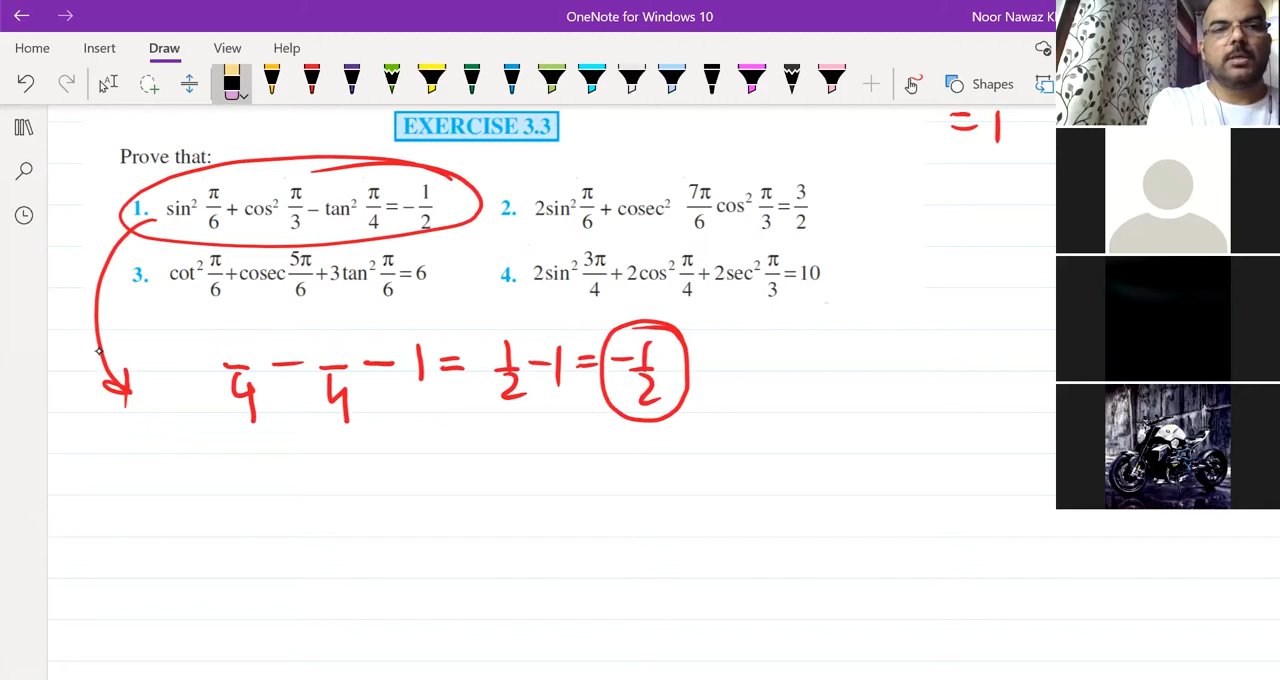 OneNote for Windows 10
Noor Nawaz K
Home Insert Draw View Help
Shapes
= 1
EXERCISE 3.3
Prove that:
1. sin² π/6 + cos² π/3 – tan² π/4 = – 1/2
2. 2sin² π/6 + cosec² 7π/6 cos² π/3 = 3/2
3. cot² π/6 + cosec 5π/6 + 3 tan² π/6 = 6
4. 2sin² 3π/4 + 2cos² π/4 + 2sec² π/3 = 10
–/4 – –/4 – 1 = 1/2 – 1 = –1/2